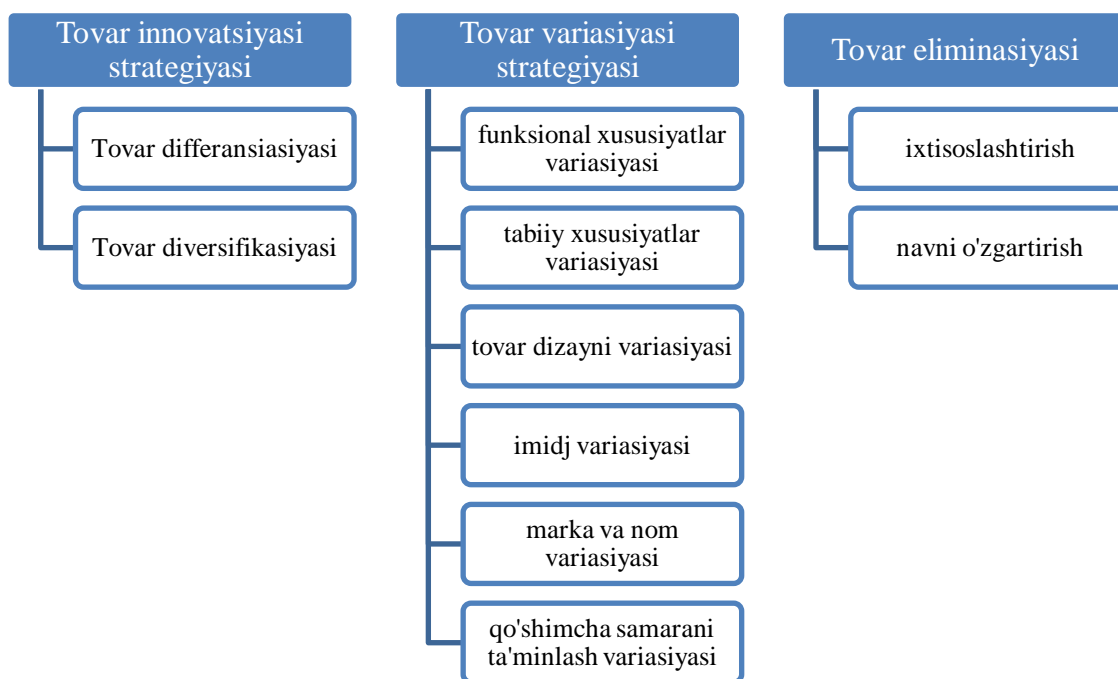 Tovar innovatsiyasi
strategiyasi
Tovar differansiasiyasi
Tovar diversifikasiyasi
Tovar variasiyasi
strategiyasi
funksional xususiyatlar
variasiyasi
tabiiy xususiyatlar
variasiyasi
tovar dizayni variasiyasi
imidj variasiyasi
marka va nom
variasiyasi
qo'shimcha samarani
ta'minlash variasiyasi
Tovar eliminasiyasi
ixtisoslashtirish
navni o'zgartirish